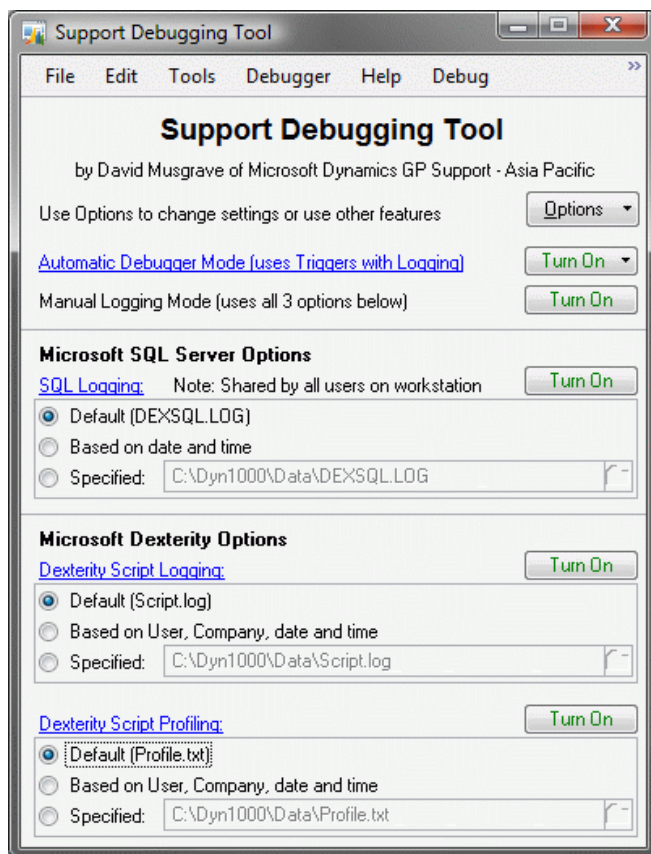 Support Debugging Tool
File Edit Tools Debugger Help Debug »
Support Debugging Tool
by David Musgrave of Microsoft Dynamics GP Support - Asia Pacific
Use Options to change settings or use other features Options
Automatic Debugger Mode (uses Triggers with Logging) Turn On
Manual Logging Mode (uses all 3 options below) Turn On
Microsoft SQL Server Options
SQL Logging: Note: Shared by all users on workstation Turn On
Default (DEXSQL.LOG)
Based on date and time
Specified: C:\Dyn1000\Data\DEXSQL.LOG
Microsoft Dexterity Options
Dexterity Script Logging: Turn On
Default (Script.log)
Based on User, Company, date and time
Specified: C:\Dyn1000\Data\Script.log
Dexterity Script Profiling: Turn On
Default (Profile.txt)
Based on User, Company, date and time
Specified: C:\Dyn1000\Data\Profile.txt